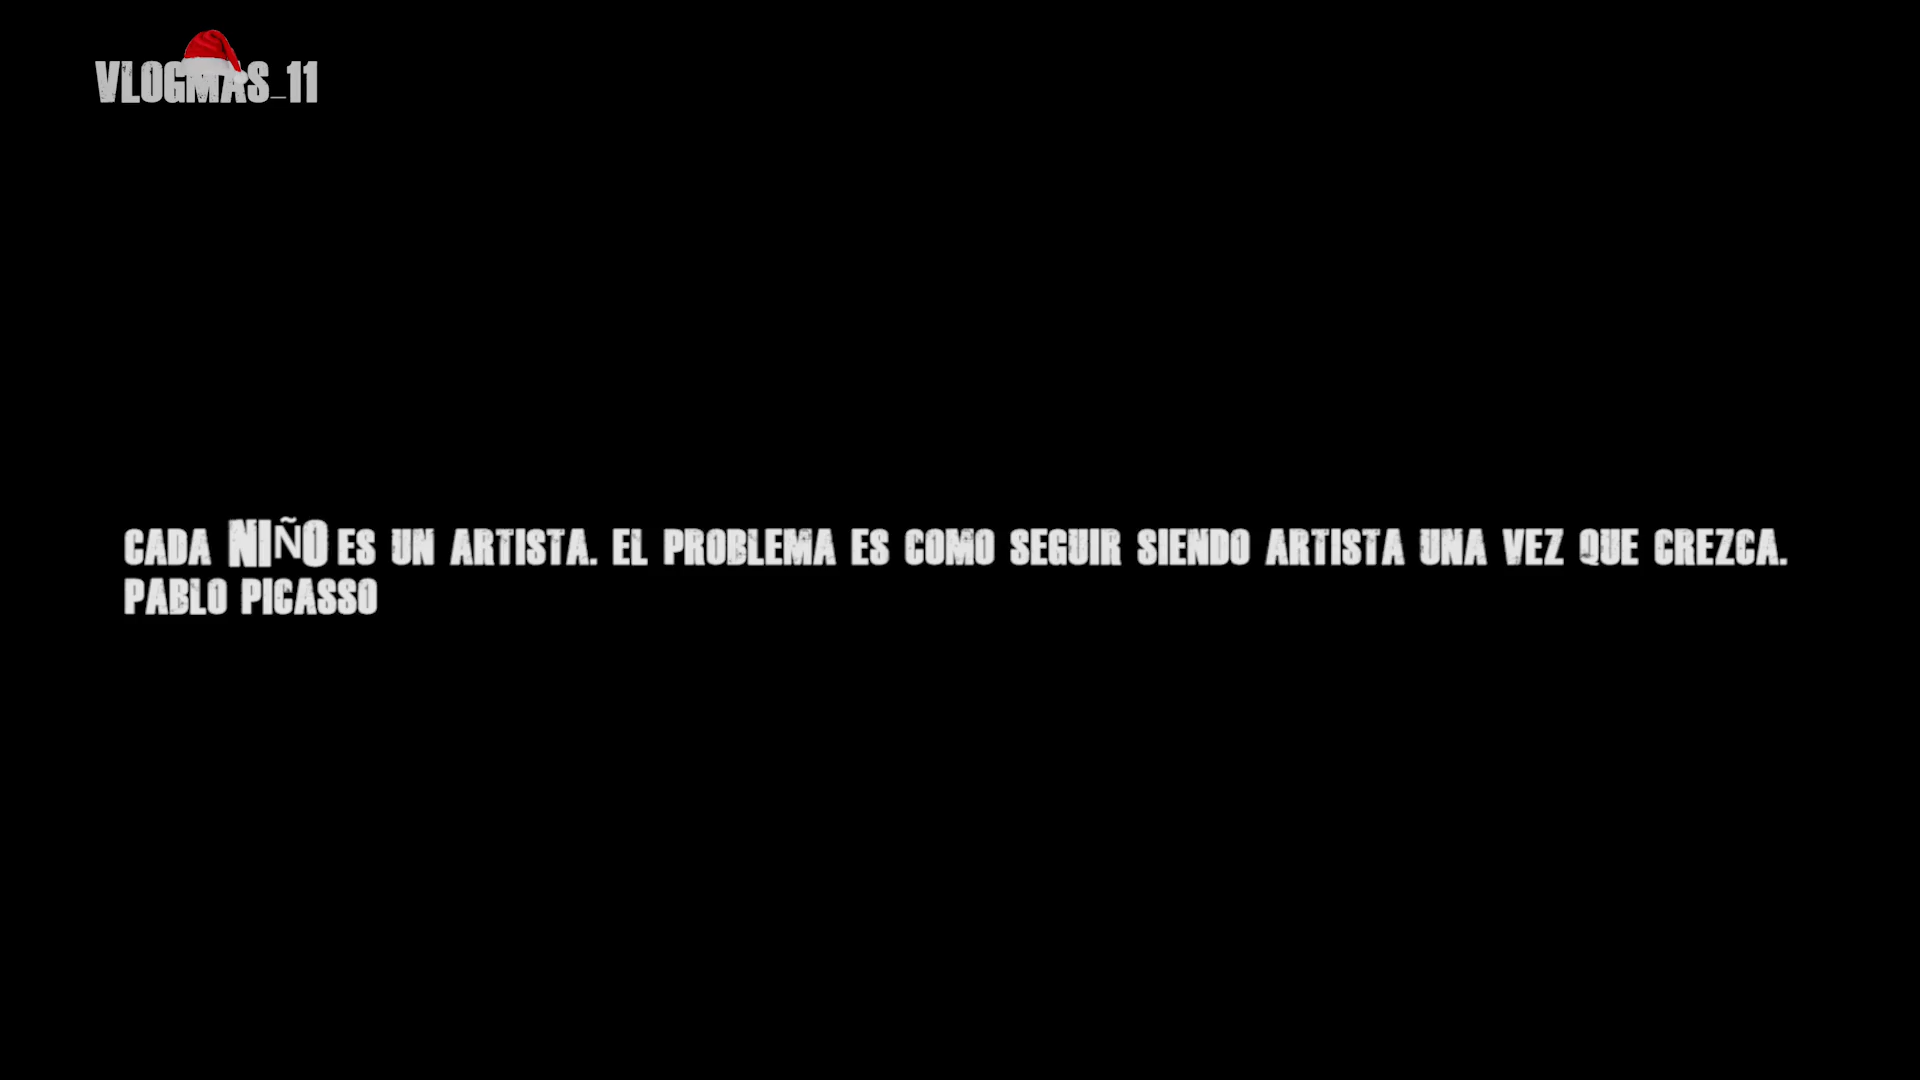 VLOGMAS_11
CADA NIÑO ES UN ARTISTA. EL PROBLEMA ES COMO SEGUIR SIENDO ARTISTA UNA VEZ QUE CREZCA.
PABLO PICASSO